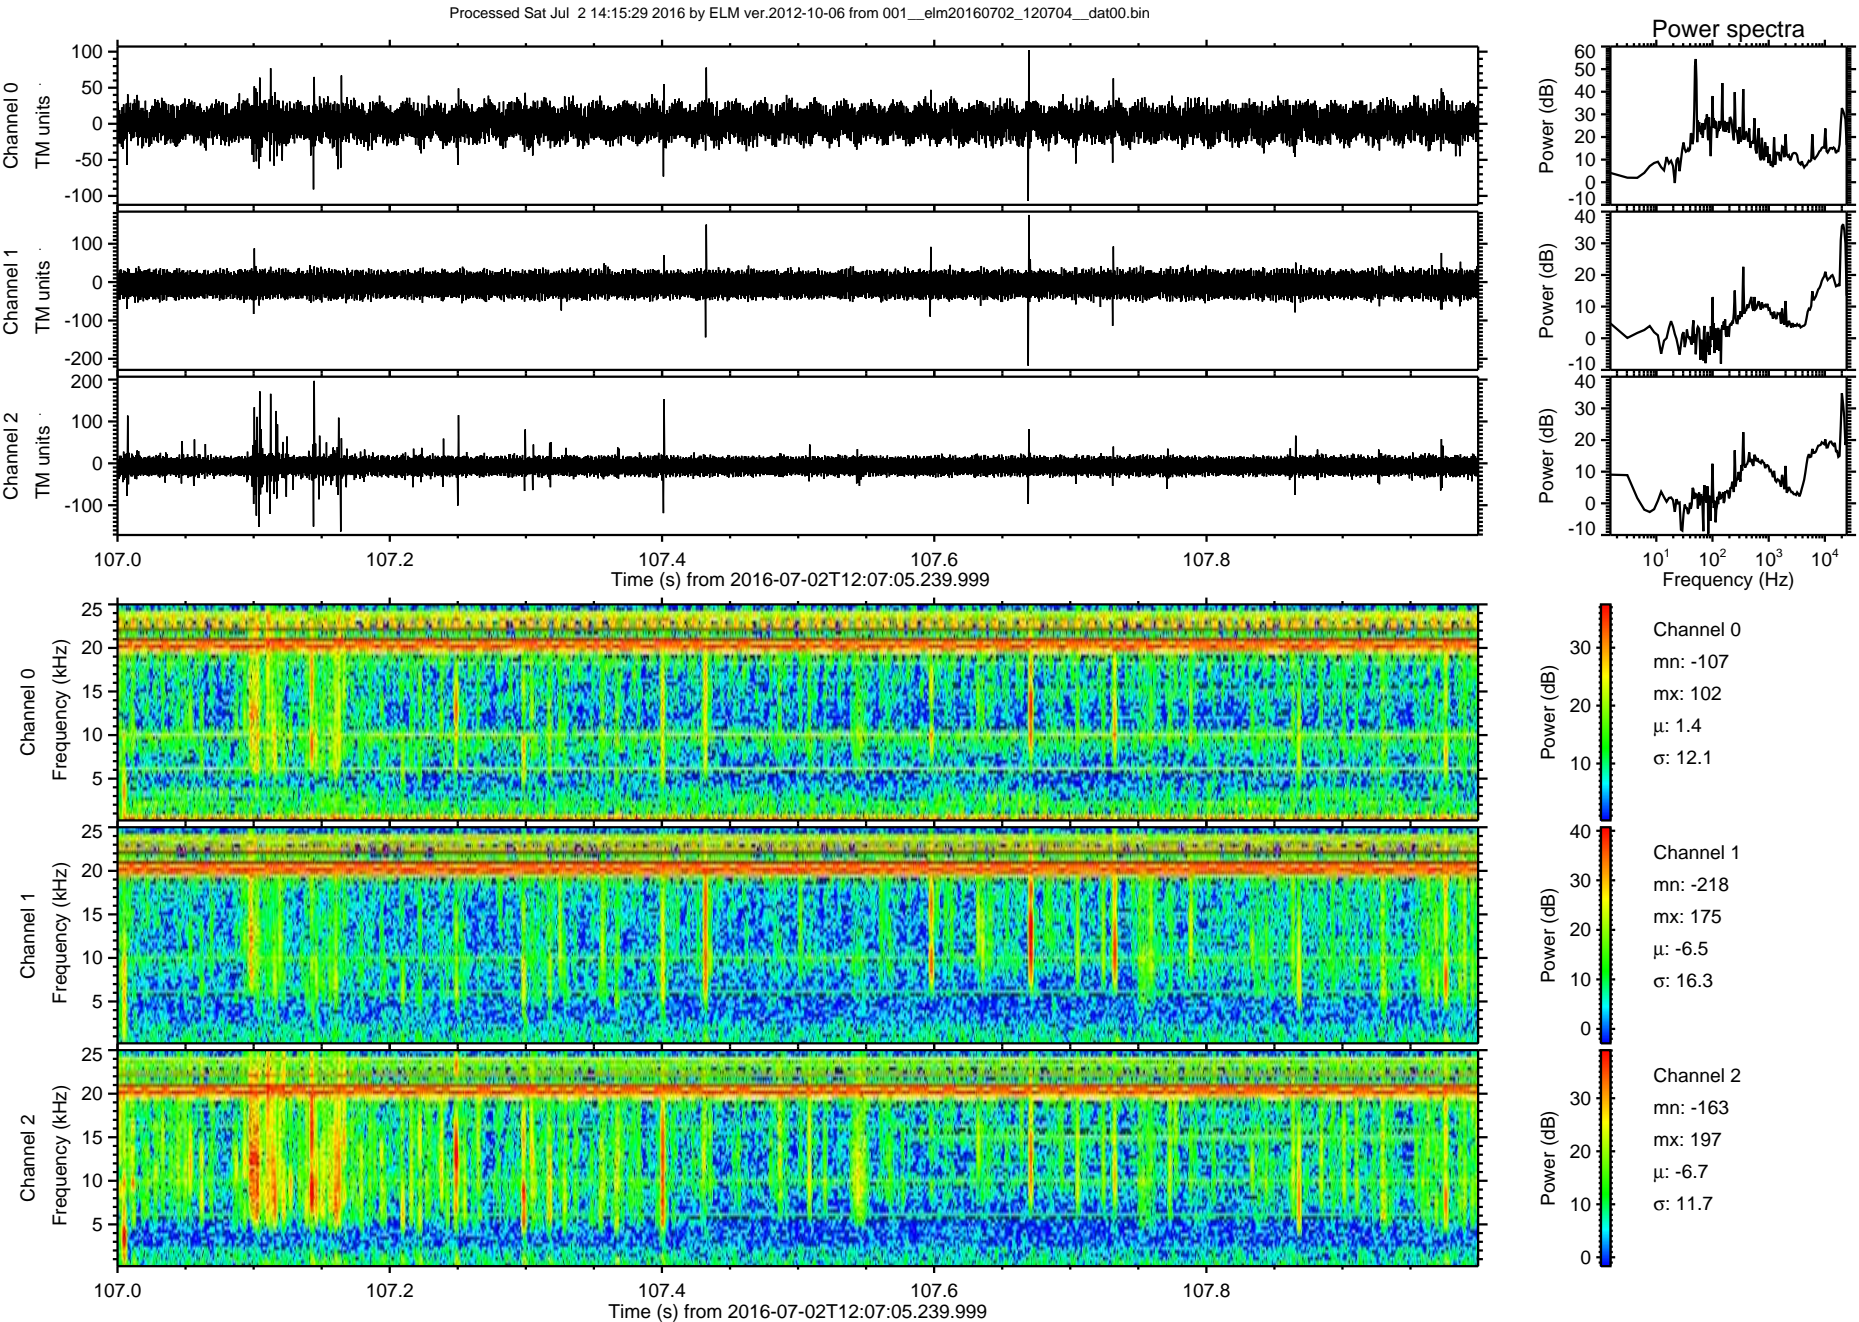 Processed Sat Jul  2 14:15:29 2016 by ELM ver.2012-10-06 from 001__elm20160702_120704__dat00.bin
Power spectra
Channel 0
TM units
100
50
0
-50
-100
Power (dB)
60
50
40
30
20
10
0
-10
Channel 1
TM units
100
0
-100
-200
Power (dB)
40
30
20
10
0
-10
Channel 2
TM units
200
100
0
-100
Power (dB)
40
30
20
10
0
-10
107.0 107.2 107.4 107.6 107.8
Time (s) from 2016-07-02T12:07:05.239.999
10^1 10^2 10^3 10^4
Frequency (Hz)
Channel 0
Frequency (kHz)
25
20
15
10
5
Power (dB)
30
20
10
Channel 0
mn: -107
mx: 102
μ: 1.4
σ: 12.1
Channel 1
Frequency (kHz)
25
20
15
10
5
Power (dB)
40
30
20
10
0
Channel 1
mn: -218
mx: 175
μ: -6.5
σ: 16.3
Channel 2
Frequency (kHz)
25
20
15
10
5
Power (dB)
30
20
10
0
Channel 2
mn: -163
mx: 197
μ: -6.7
σ: 11.7
107.0 107.2 107.4 107.6 107.8
Time (s) from 2016-07-02T12:07:05.239.999